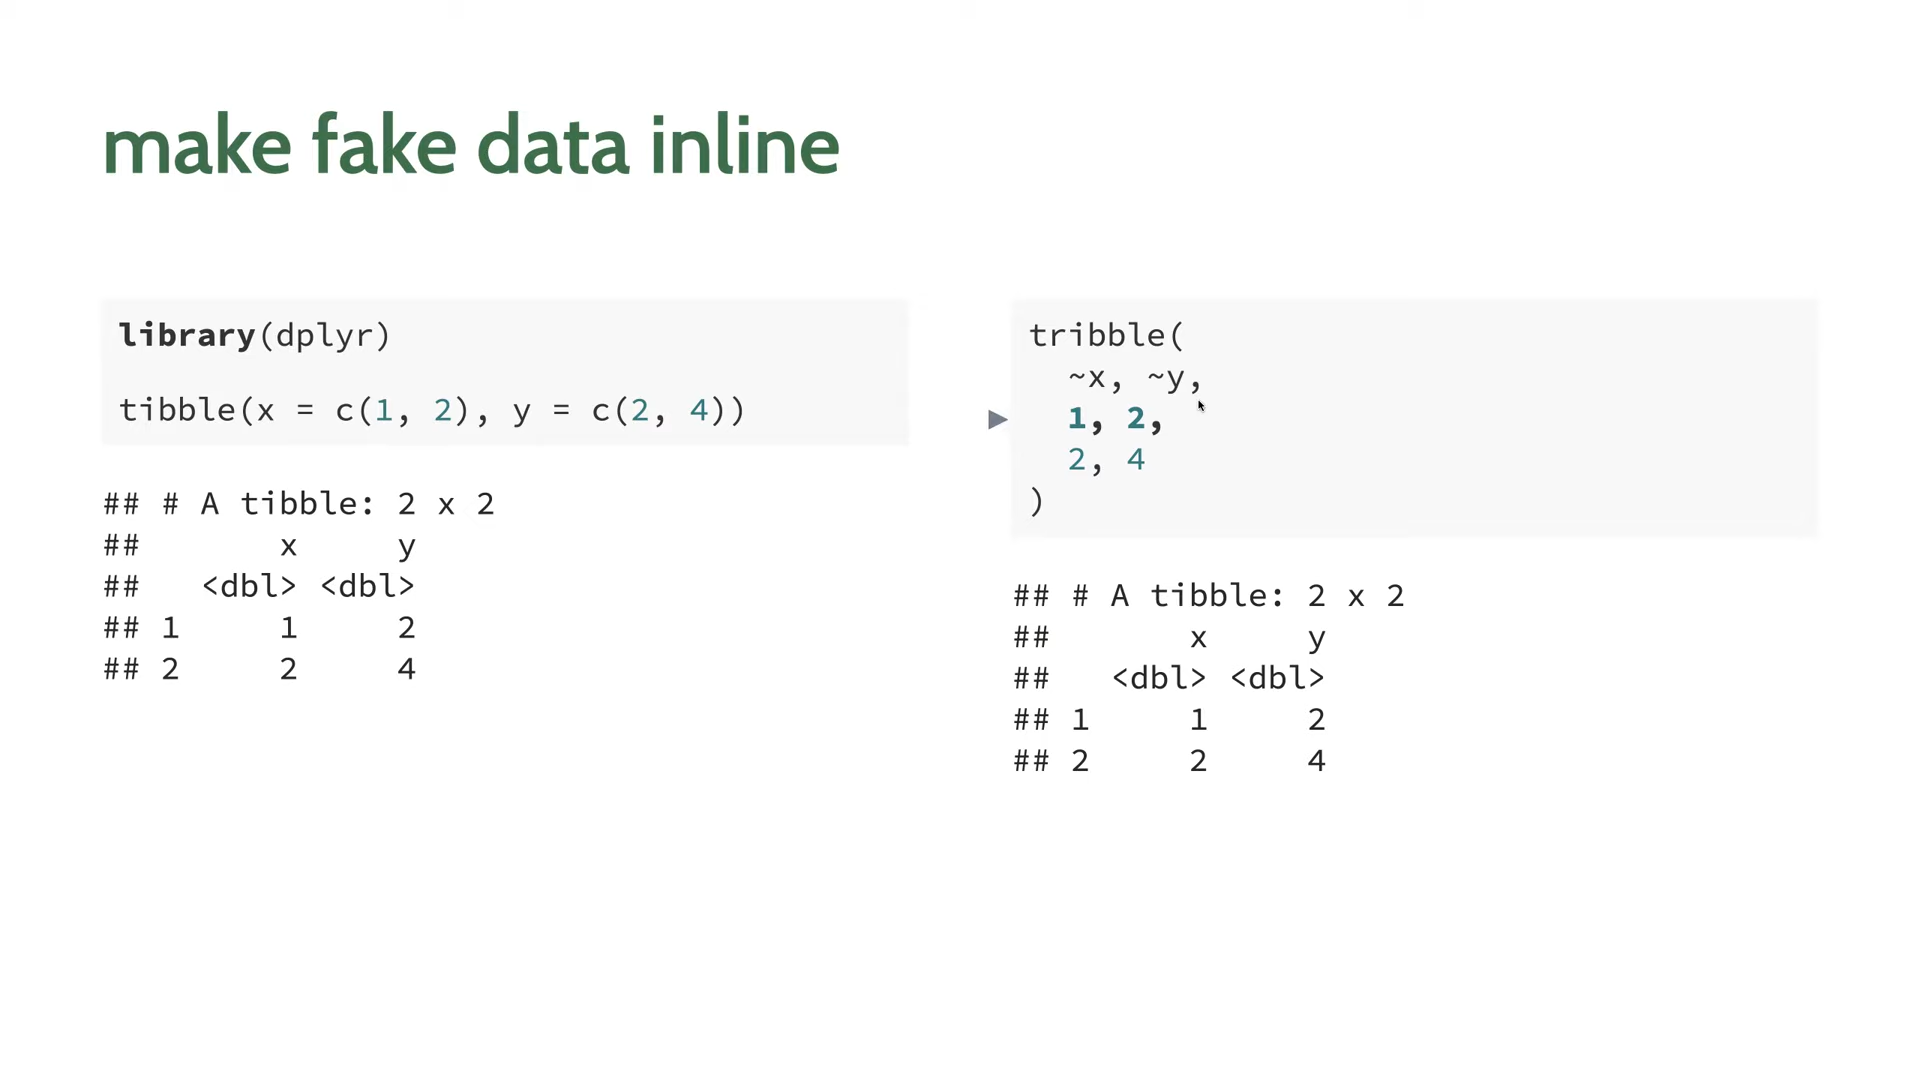 make fake data inline
library(dplyr)
tibble(x = c(1, 2), y = c(2, 4))
## # A tibble: 2 x 2
##       x     y
##   <dbl> <dbl>
## 1     1     2
## 2     2     4
tribble(
  ~x, ~y,
  1, 2,
  2, 4
)
## # A tibble: 2 x 2
##       x     y
##   <dbl> <dbl>
## 1     1     2
## 2     2     4